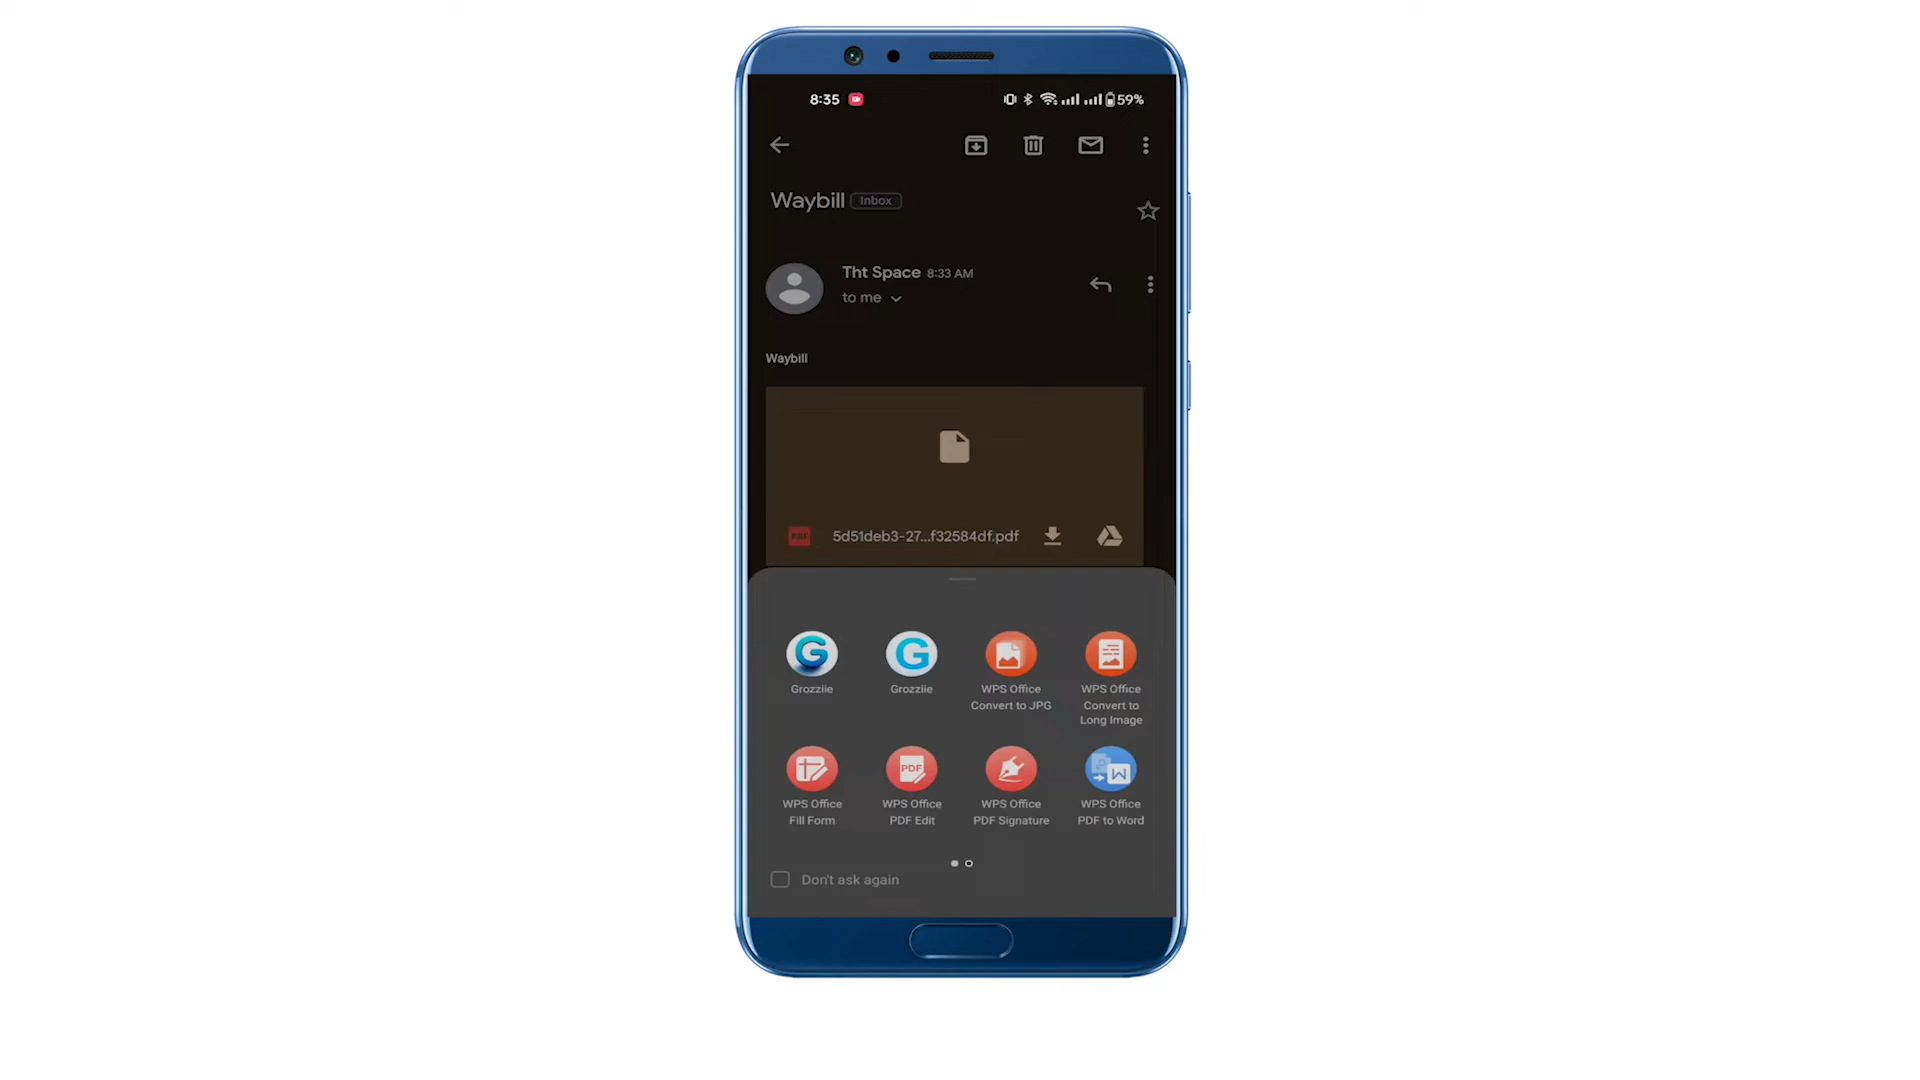 8:35
59%
Waybill Inbox
Tht Space 8:33 AM
to me
Waybill
PDF 5d51deb3-27...f32584df.pdf
G G
Grozziie Grozziie WPS Office Convert to JPG WPS Office Convert to Long Image
PDF W
WPS Office Fill Form WPS Office PDF Edit WPS Office PDF Signature WPS Office PDF to Word
Don't ask again